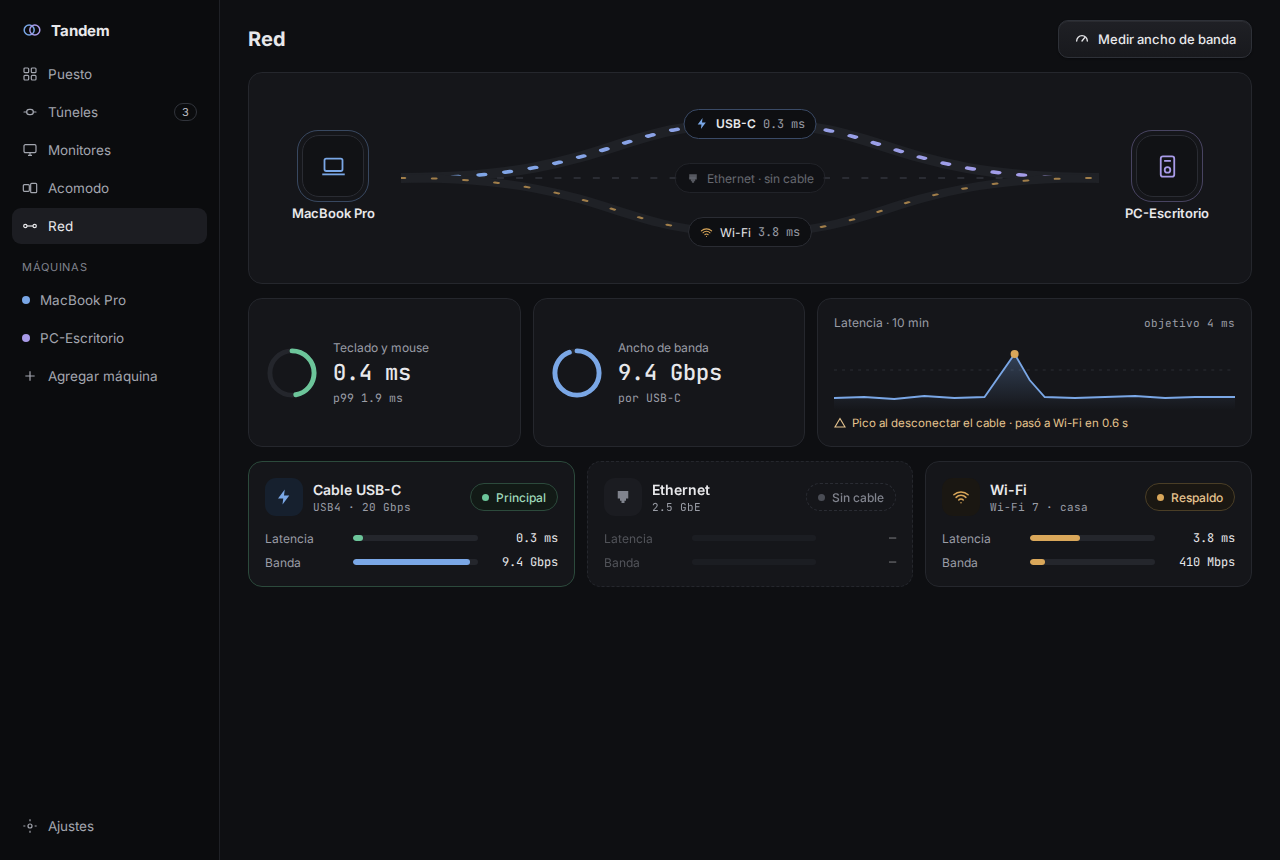 Tandem
Puesto
Túneles 3
Monitores
Acomodo
Red
MÁQUINAS
MacBook Pro
PC-Escritorio
Agregar máquina
Ajustes
Red
Medir ancho de banda
USB-C 0.3 ms
Ethernet · sin cable
Wi-Fi 3.8 ms
MacBook Pro
PC-Escritorio
Teclado y mouse
0.4 ms
p99 1.9 ms
Ancho de banda
9.4 Gbps
por USB-C
Latencia · 10 min
objetivo 4 ms
Pico al desconectar el cable · pasó a Wi-Fi en 0.6 s
Cable USB-C
USB4 · 20 Gbps
Principal
Latencia 0.3 ms
Banda 9.4 Gbps
Ethernet
2.5 GbE
Sin cable
Latencia —
Banda —
Wi-Fi
Wi-Fi 7 · casa
Respaldo
Latencia 3.8 ms
Banda 410 Mbps